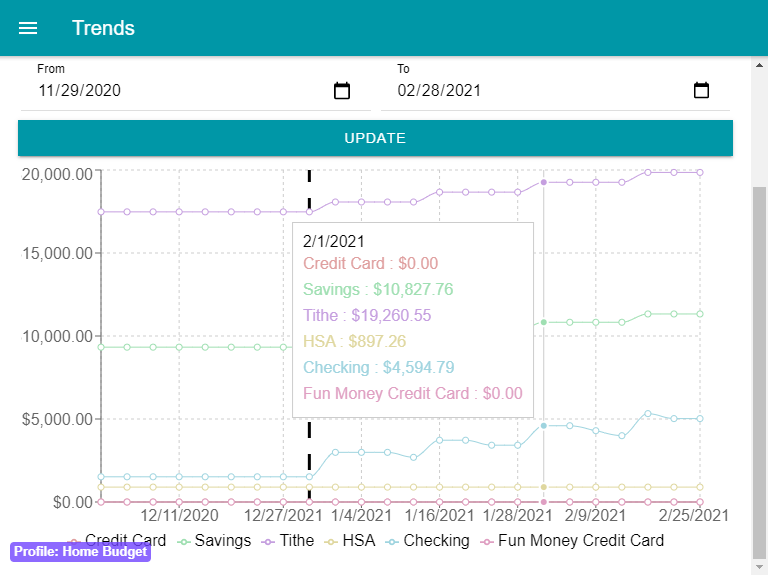 Trends
From
To
11/29/2020
02/28/2021
UPDATE
20,000.00
15,000.00
10,000.00
$5,000.00
$0.00
2/1/2021
Credit Card : $0.00
Savings : $10,827.76
Tithe : $19,260.55
HSA : $897.26
Checking : $4,594.79
Fun Money Credit Card : $0.00
12/11/2020 12/27/2021 1/4/2021 1/16/2021 1/28/2021 2/9/2021 2/25/2021
Credit Card Savings Tithe HSA Checking Fun Money Credit Card
Profile: Home Budget